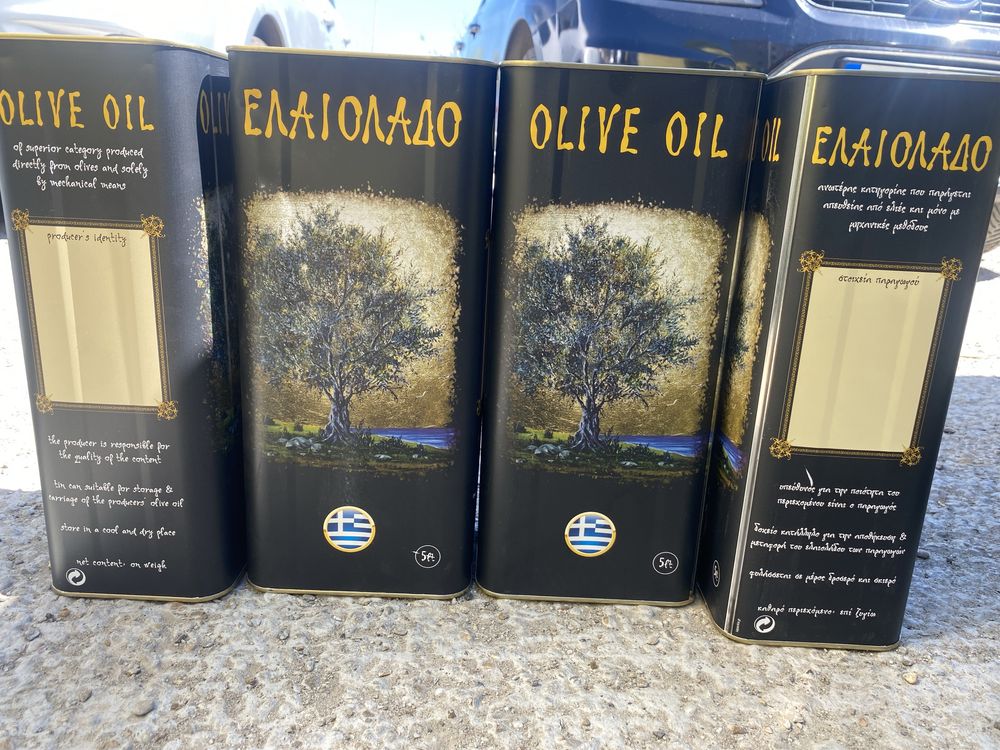 OLIVE OIL
of superior category produced
directly from olives and solely
by mechanical means
producer's identity
the producer is responsible for
the quality of the content
tin can suitable for storage &
carriage of the producers' olive oil
store in a cool and dry place
net content: on weigh
OLIV
ΕΛΑΙΟΛΑΔΟ
5lt
OLIVE OIL
5lt
OIL
ΕΛΑΙΟΛΑΔΟ
ανωτέρας κατηγορίας που παράγεται
απευθείας από ελιές και μόνο με
μηχανικές μεθόδους
στοιχεία παραγωγού
υπεύθυνος για την ποιότητα του
περιεχομένου είναι ο παραγωγός
δοχείο κατάλληλο για την αποθήκευση &
μεταφορά του ελαιολάδου των παραγωγών
φυλάσσεται σε μέρος δροσερό και σκιερό
καθαρό περιεχόμενο: επί ζυγίω